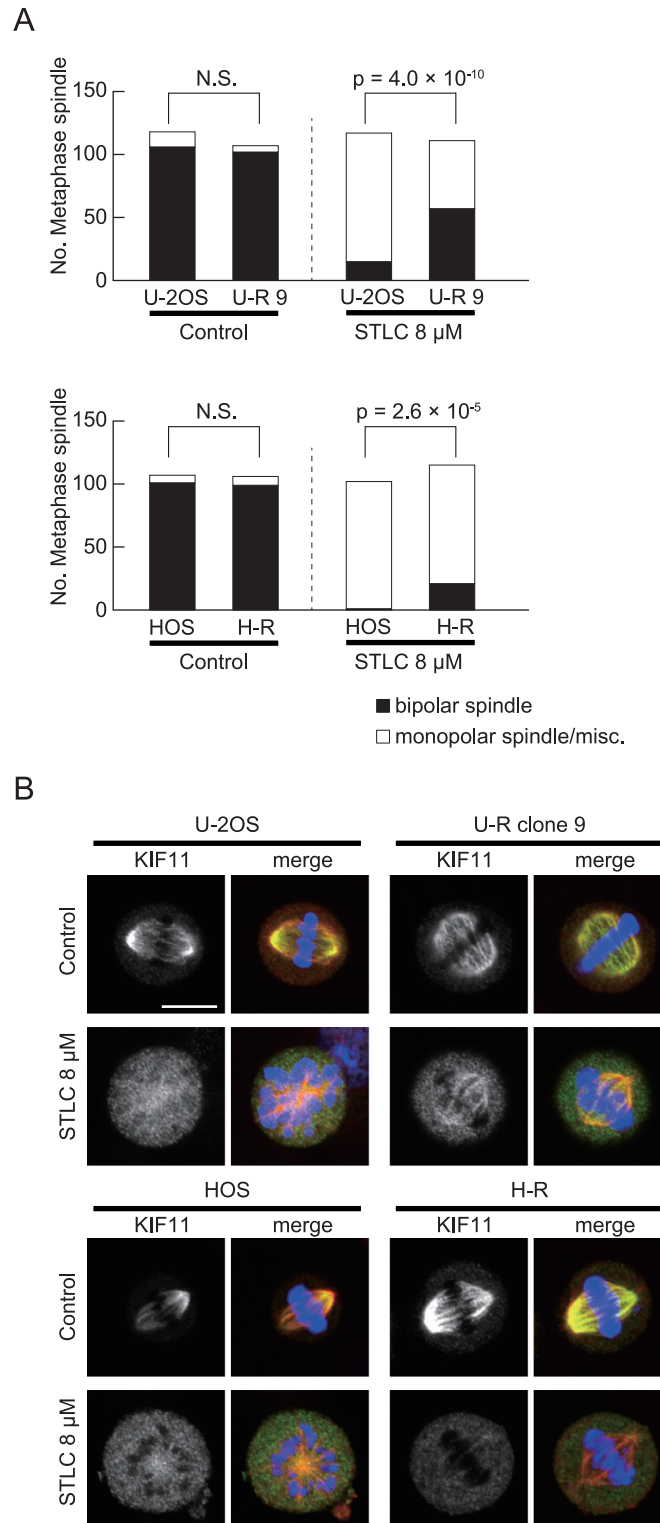 A
N.S.
p = 4.0 × 10⁻¹⁰
No. Metaphase spindle
150
100
50
0
U-2OS U-R 9 U-2OS U-R 9
Control STLC 8 µM
N.S.
p = 2.6 × 10⁻⁵
No. Metaphase spindle
150
100
50
0
HOS H-R HOS H-R
Control STLC 8 µM
bipolar spindle
monopolar spindle/misc.
B
U-2OS U-R clone 9
KIF11 merge KIF11 merge
Control
STLC 8 µM
HOS H-R
KIF11 merge KIF11 merge
Control
STLC 8 µM